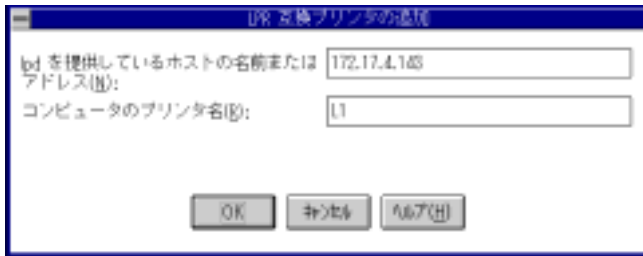 LPR 互換プリンタの追加
lpd を提供しているホストの名前または
アドレス(N):
172.17.4.143
コンピュータのプリンタ名(P):
L1
OK
キャンセル
ヘルプ(H)